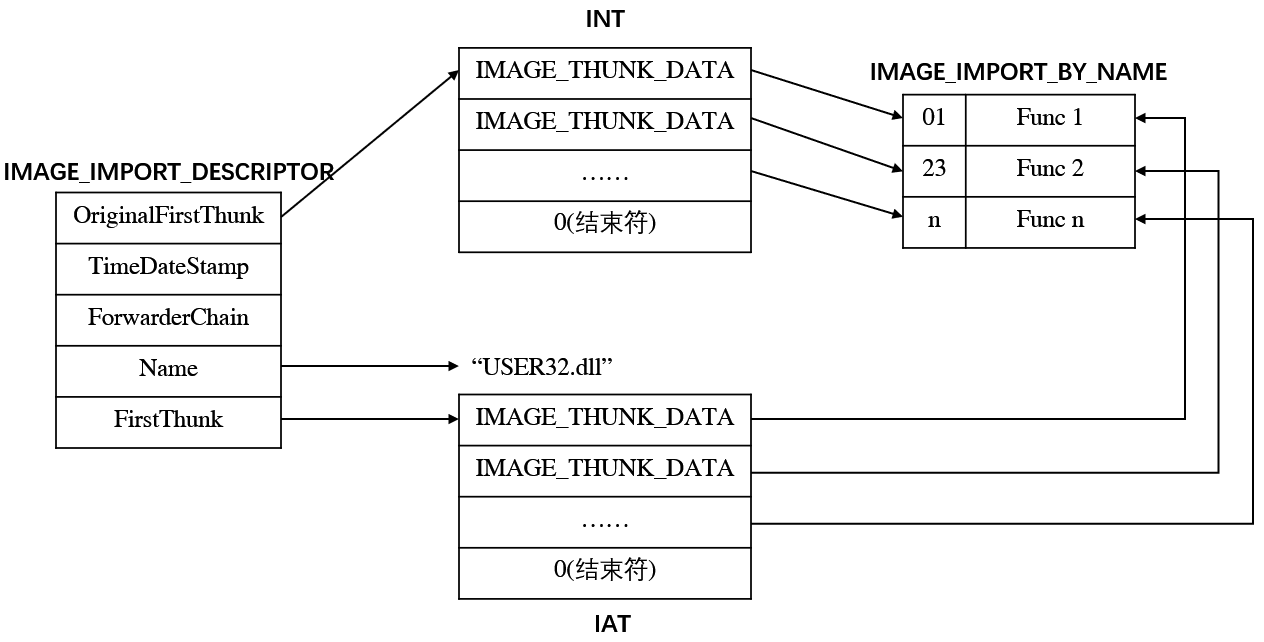 INT
IMAGE_THUNK_DATA
IMAGE_THUNK_DATA
……
0(结束符)
IMAGE_IMPORT_BY_NAME
01 Func 1
23 Func 2
n Func n
IMAGE_IMPORT_DESCRIPTOR
OriginalFirstThunk
TimeDateStamp
ForwarderChain
Name
FirstThunk
“USER32.dll”
IMAGE_THUNK_DATA
IMAGE_THUNK_DATA
……
0(结束符)
IAT